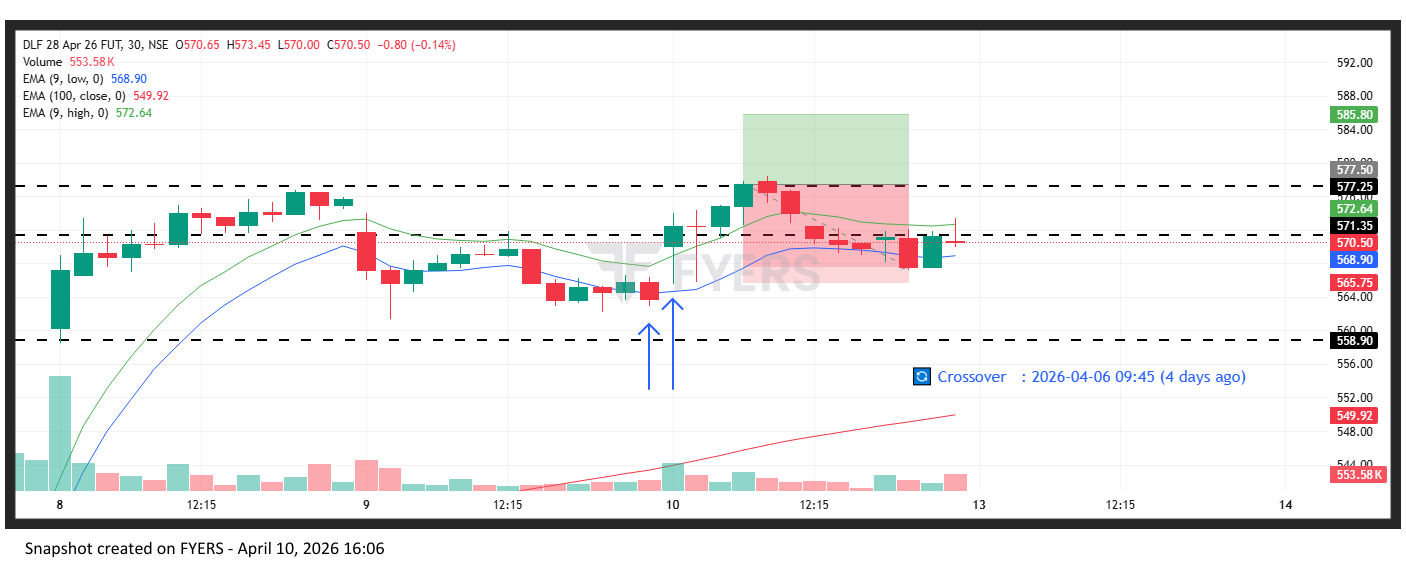 DLF 28 Apr 26 FUT, 30, NSE O570.65 H573.45 L570.00 C570.50 −0.80 (−0.14%)
Volume 553.58K
EMA (9, low, 0) 568.90
EMA (100, close, 0) 549.92
EMA (9, high, 0) 572.64
592.00
588.00
585.80
584.00
577.50
577.25
572.64
571.35
570.50
568.90
565.75
564.00
560.00
558.90
556.00
552.00
549.92
548.00
544.00
553.58K
FYERS
Crossover : 2026-04-06 09:45 (4 days ago)
8 12:15 9 12:15 10 12:15 13 12:15 14
Snapshot created on FYERS - April 10, 2026 16:06